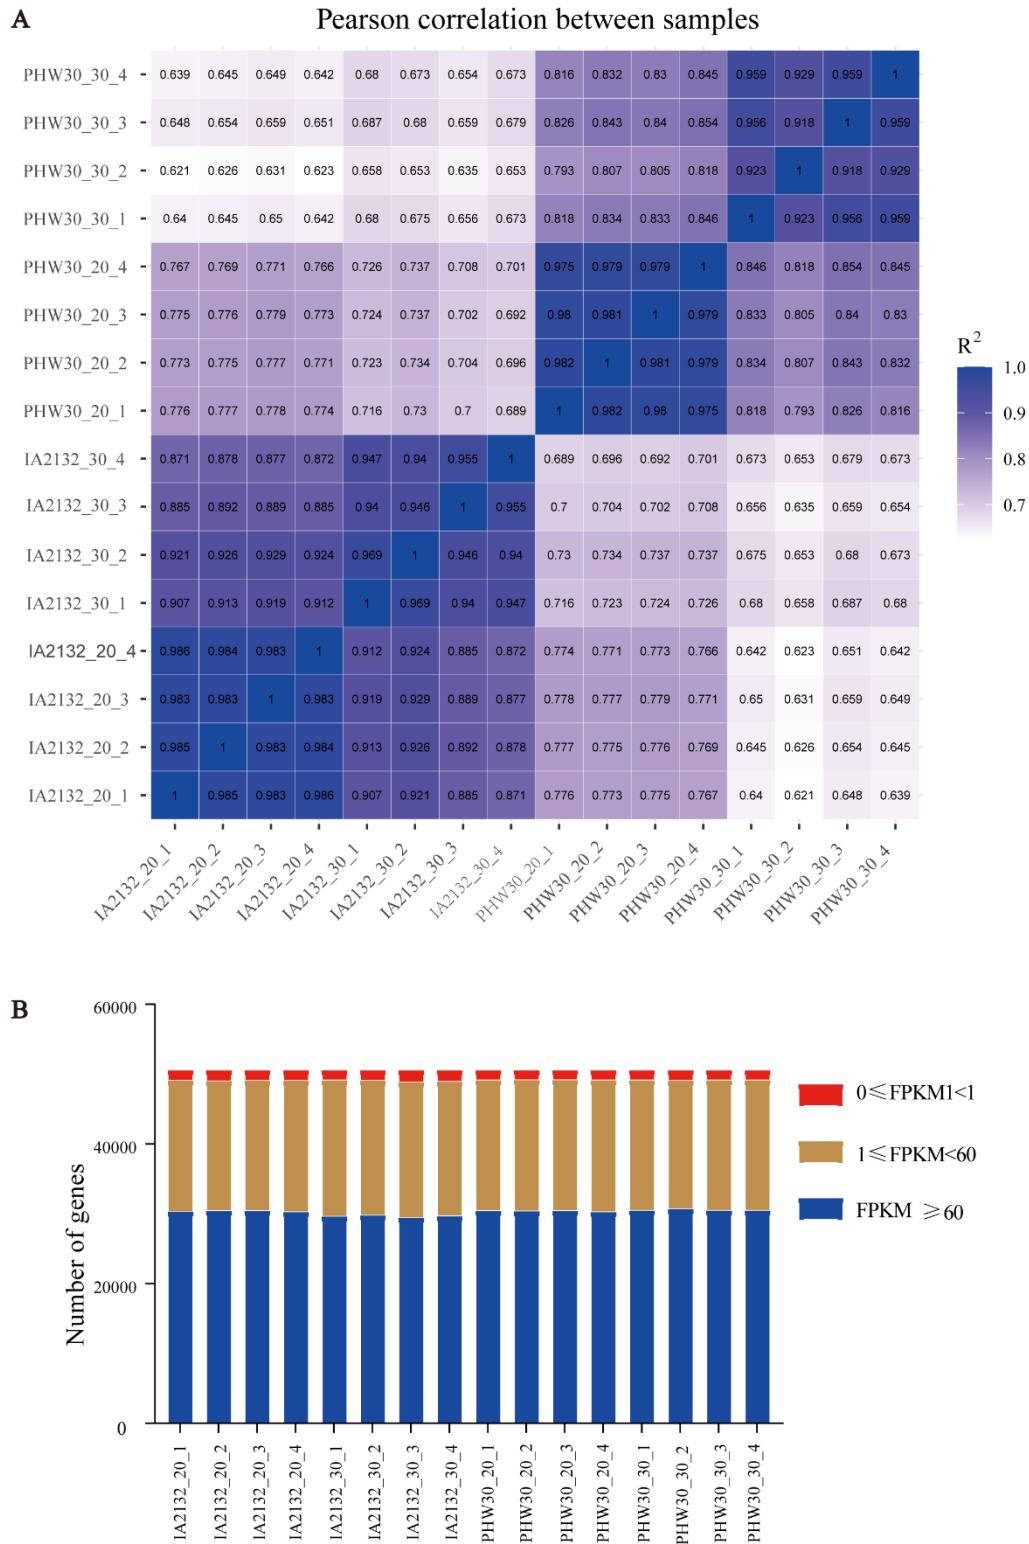 A
Pearson correlation between samples
PHW30_30_4 0.639 0.645 0.649 0.642 0.68 0.673 0.654 0.673 0.816 0.832 0.83 0.845 0.959 0.929 0.959 1
PHW30_30_3 0.648 0.654 0.659 0.651 0.687 0.68 0.659 0.679 0.826 0.843 0.84 0.854 0.956 0.918 1 0.959
PHW30_30_2 0.621 0.626 0.631 0.623 0.658 0.653 0.635 0.653 0.793 0.807 0.805 0.818 0.923 1 0.918 0.929
PHW30_30_1 0.64 0.645 0.65 0.642 0.68 0.675 0.656 0.673 0.818 0.834 0.833 0.846 1 0.923 0.956 0.959
PHW30_20_4 0.767 0.769 0.771 0.766 0.726 0.737 0.708 0.701 0.975 0.979 0.979 1 0.846 0.818 0.854 0.845
PHW30_20_3 0.775 0.776 0.779 0.773 0.724 0.737 0.702 0.692 0.98 0.981 1 0.979 0.833 0.805 0.84 0.83
PHW30_20_2 0.773 0.775 0.777 0.771 0.723 0.734 0.704 0.696 0.982 1 0.981 0.979 0.834 0.807 0.843 0.832
PHW30_20_1 0.776 0.777 0.778 0.774 0.716 0.73 0.7 0.689 1 0.982 0.98 0.975 0.818 0.793 0.826 0.816
IA2132_30_4 0.871 0.878 0.877 0.872 0.947 0.94 0.955 1 0.689 0.696 0.692 0.701 0.673 0.653 0.679 0.673
IA2132_30_3 0.885 0.892 0.889 0.885 0.94 0.946 1 0.955 0.7 0.704 0.702 0.708 0.656 0.635 0.659 0.654
IA2132_30_2 0.921 0.926 0.929 0.924 0.969 1 0.946 0.94 0.73 0.734 0.737 0.737 0.675 0.653 0.68 0.673
IA2132_30_1 0.907 0.913 0.919 0.912 1 0.969 0.94 0.947 0.716 0.723 0.724 0.726 0.68 0.658 0.687 0.68
IA2132_20_4 0.986 0.984 0.983 1 0.912 0.924 0.885 0.872 0.774 0.771 0.773 0.766 0.642 0.623 0.651 0.642
IA2132_20_3 0.983 0.983 1 0.983 0.919 0.929 0.889 0.877 0.778 0.777 0.779 0.771 0.65 0.631 0.659 0.649
IA2132_20_2 0.985 1 0.983 0.984 0.913 0.926 0.892 0.878 0.777 0.775 0.776 0.769 0.645 0.626 0.654 0.645
IA2132_20_1 1 0.985 0.983 0.986 0.907 0.921 0.885 0.871 0.776 0.773 0.775 0.767 0.64 0.621 0.648 0.639
IA2132_20_1 IA2132_20_2 IA2132_20_3 IA2132_20_4 IA2132_30_1 IA2132_30_2 IA2132_30_3 IA2132_30_4 PHW30_20_1 PHW30_20_2 PHW30_20_3 PHW30_20_4 PHW30_30_1 PHW30_30_2 PHW30_30_3 PHW30_30_4
R²
1.0
0.9
0.8
0.7
B
Number of genes
60000
40000
20000
0
IA2132_20_1 IA2132_20_2 IA2132_20_3 IA2132_20_4 IA2132_30_1 IA2132_30_2 IA2132_30_3 IA2132_30_4 PHW30_20_1 PHW30_20_2 PHW30_20_3 PHW30_20_4 PHW30_30_1 PHW30_30_2 PHW30_30_3 PHW30_30_4
0≤FPKM1<1
1≤FPKM<60
FPKM ≥60